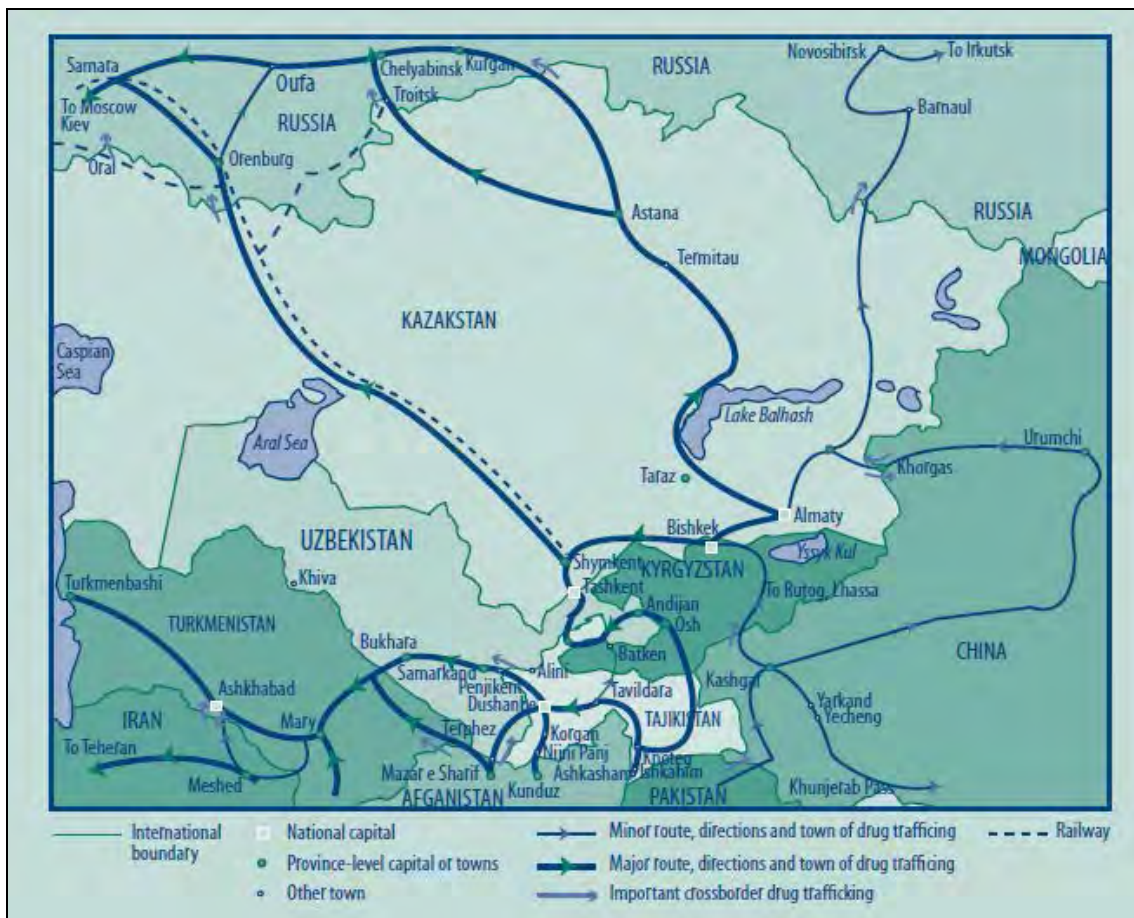 Samara
Oufa
Chelyabinsk
Kurgan
RUSSIA
Novosibirsk
To Irkutsk
To Moscow
Kiev
RUSSIA
Troitsk
Barnaul
Oral
Orenburg
Astana
RUSSIA
Termitau
MONGOLIA
KAZAKSTAN
Caspian
Sea
Aral Sea
Lake Balhash
Urumchi
Khorgas
Taraz
Almaty
Bishkek
UZBEKISTAN
Shymkent
KYRGYZSTAN
Yssyk Kul
Turkmenbashi
Khiva
Tashkent
To Rutog, Lhassa
Andijan
Osh
TURKMENISTAN
Bukhara
Batken
CHINA
Samarkand
Alini
Penjikent
Kashgar
Ashkhabad
Dushanbe
Tavildara
Yarkand
Yecheng
IRAN
Mary
Termez
Korgan
TAJIKISTAN
To Teheran
Nijni Panj
Meshed
Mazar e Sharif
Kunduz
Ashkasham
Ishkahim
Khunjerab Pass
AFGANISTAN
PAKISTAN
International
boundary
National capital
Province-level capital or towns
Other town
Minor route, directions and town of drug trafficing
Major route, directions and town of drug trafficing
Important crossborder drug trafficking
Railway